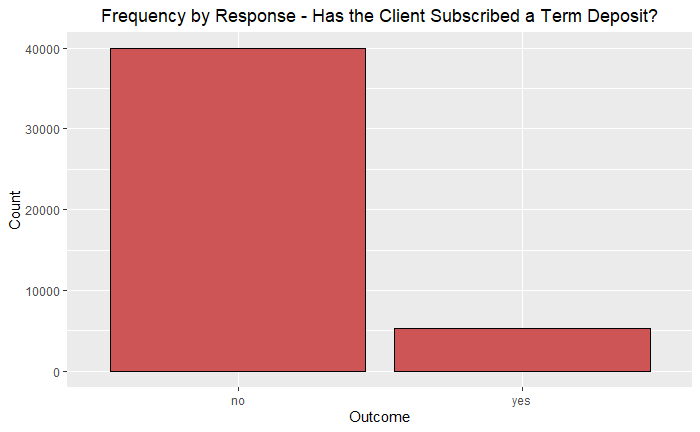 Frequency by Response - Has the Client Subscribed a Term Deposit?
40000
30000
20000
10000
0
Count
no
yes
Outcome